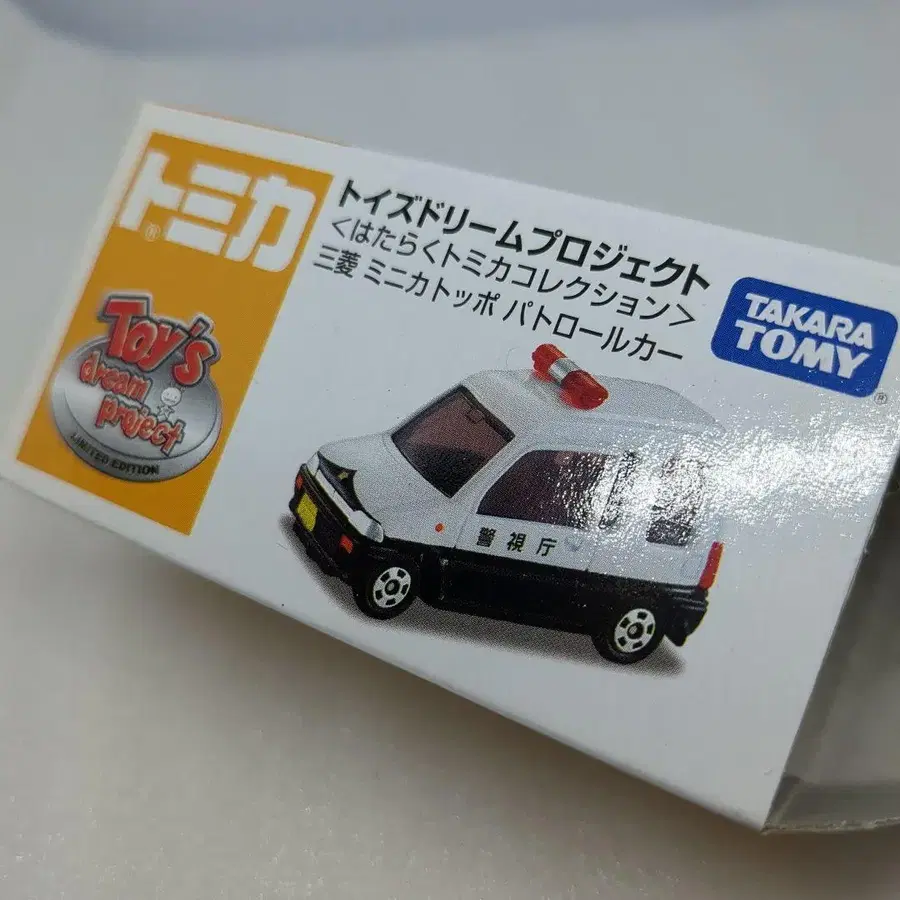 トミカ®
Toy's
dream
project
LIMITED EDITION
トイズドリームプロジェクト
＜はたらくトミカコレクション＞
三菱 ミニカトッポ パトロールカー
TAKARA
TOMY
®
警視庁